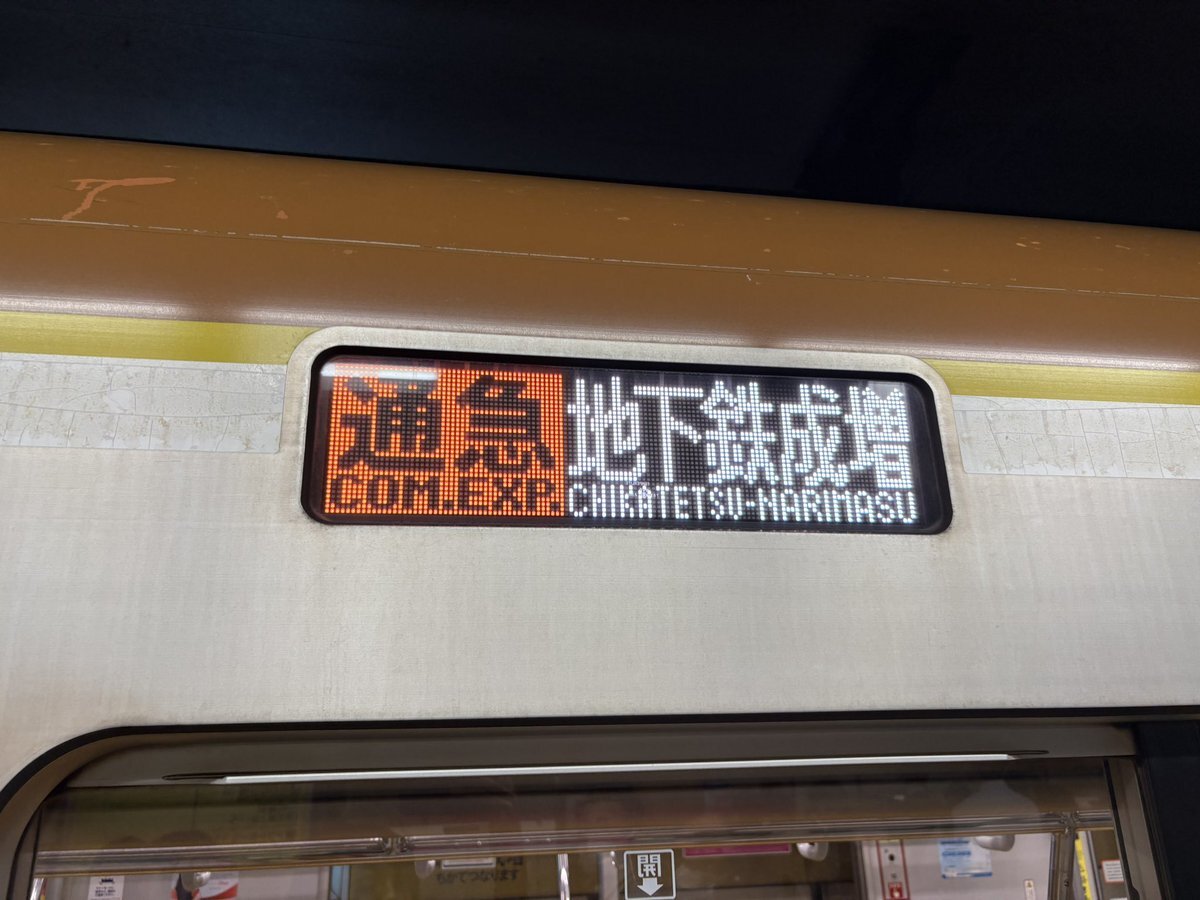 通急 地下鉄成増
COM.EXP. CHIKATETSU-NARIMASU
開